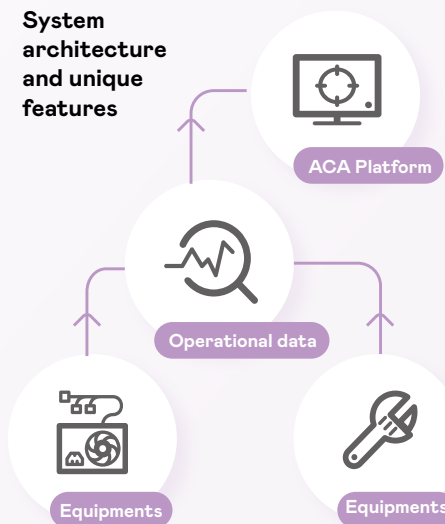 System
architecture
and unique
features
ACA Platform
Operational data
Equipments
Equipments